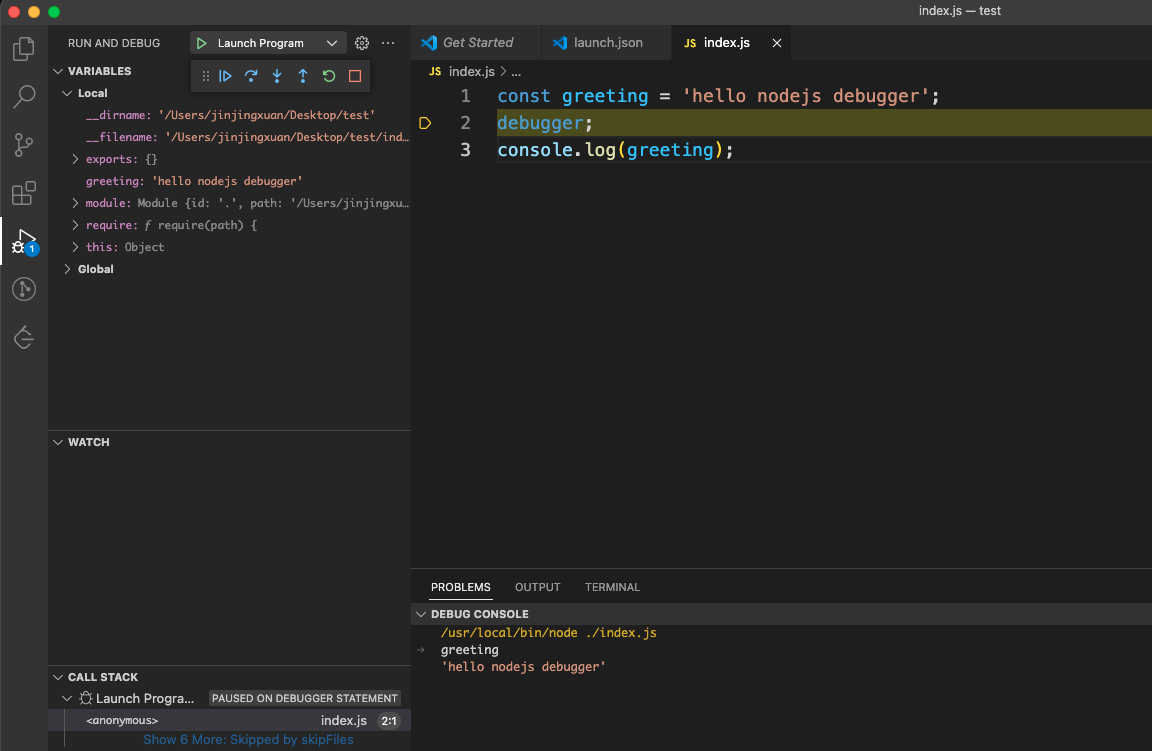 index.js — test
RUN AND DEBUG
Launch Program
Get Started
launch.json
JS index.js
VARIABLES
Local
__dirname: '/Users/jinjingxuan/Desktop/test'
__filename: '/Users/jinjingxuan/Desktop/test/ind…
exports: {}
greeting: 'hello nodejs debugger'
module: Module {id: '.', path: '/Users/jinjingxu…
require: ƒ require(path) {
this: Object
Global
1
JS index.js > ...
1 const greeting = 'hello nodejs debugger';
2 debugger;
3 console.log(greeting);
WATCH
CALL STACK
Launch Progra... PAUSED ON DEBUGGER STATEMENT
<anonymous> index.js 2:1
Show 6 More: Skipped by skipFiles
PROBLEMS OUTPUT TERMINAL
DEBUG CONSOLE
/usr/local/bin/node ./index.js
greeting
'hello nodejs debugger'